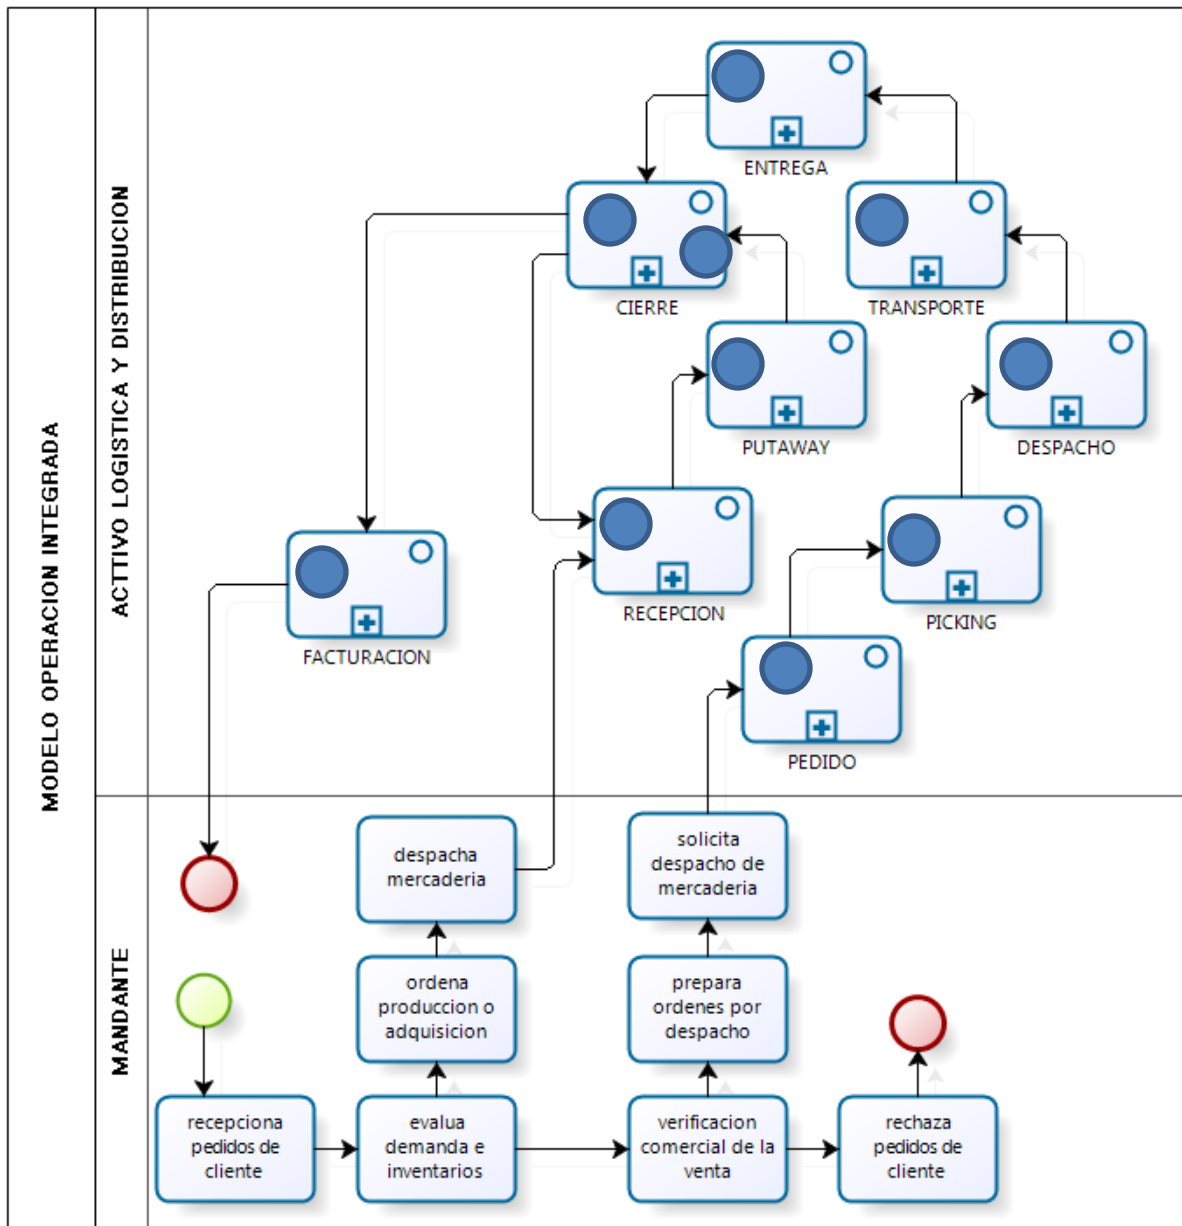 MODELO OPERACION INTEGRADA
ACTTIVO LOGISTICA Y DISTRIBUCION
ENTREGA
CIERRE
TRANSPORTE
PUTAWAY
DESPACHO
RECEPCION
PICKING
FACTURACION
PEDIDO
MANDANTE
despacha
mercaderia
solicita
despacho de
mercaderia
ordena
produccion o
adquisicion
prepara
ordenes por
despacho
recepciona
pedidos de
cliente
evalua
demanda e
inventarios
verificacion
comercial de la
venta
rechaza
pedidos de
cliente